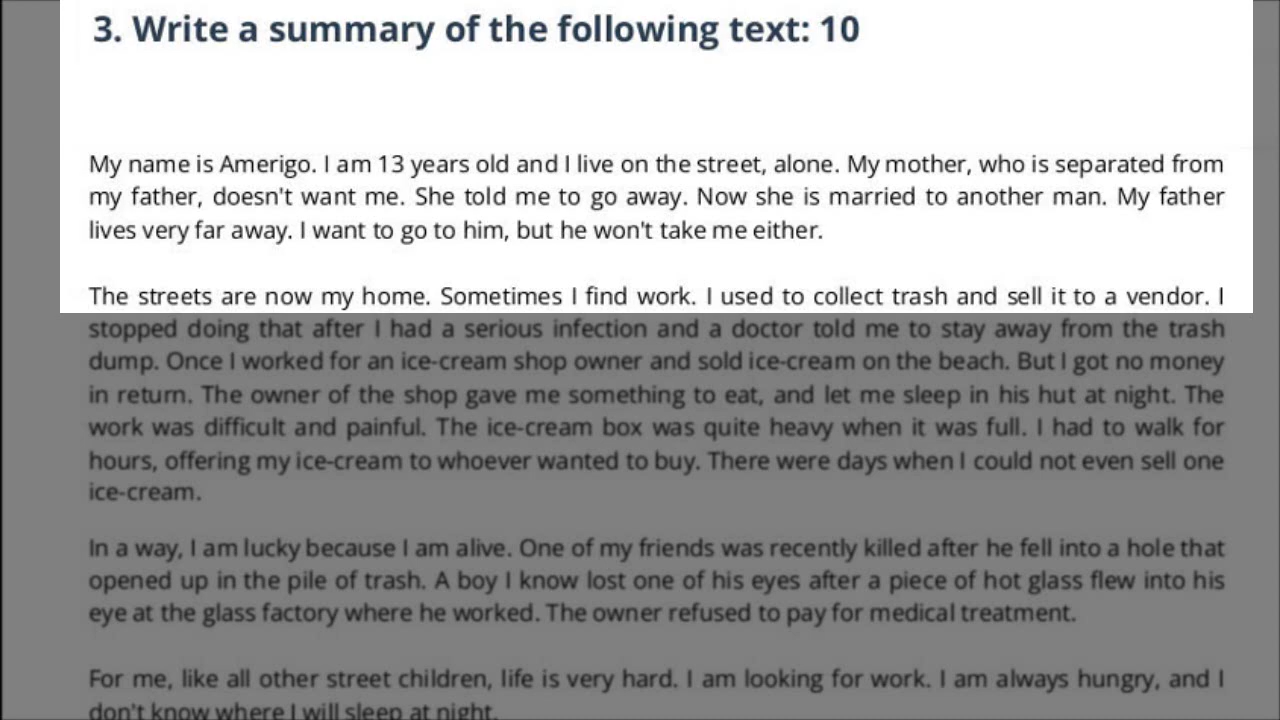 3. Write a summary of the following text: 10
My name is Amerigo. I am 13 years old and I live on the street, alone. My mother, who is separated from
my father, doesn't want me. She told me to go away. Now she is married to another man. My father
lives very far away. I want to go to him, but he won't take me either.
The streets are now my home. Sometimes I find work. I used to collect trash and sell it to a vendor. I
stopped doing that after I had a serious infection and a doctor told me to stay away from the trash
dump. Once I worked for an ice-cream shop owner and sold ice-cream on the beach. But I got no money
in return. The owner of the shop gave me something to eat, and let me sleep in his hut at night. The
work was difficult and painful. The ice-cream box was quite heavy when it was full. I had to walk for
hours, offering my ice-cream to whoever wanted to buy. There were days when I could not even sell one
ice-cream.
In a way, I am lucky because I am alive. One of my friends was recently killed after he fell into a hole that
opened up in the pile of trash. A boy I know lost one of his eyes after a piece of hot glass flew into his
eye at the glass factory where he worked. The owner refused to pay for medical treatment.
For me, like all other street children, life is very hard. I am looking for work. I am always hungry, and I
don't know where I will sleep at night.